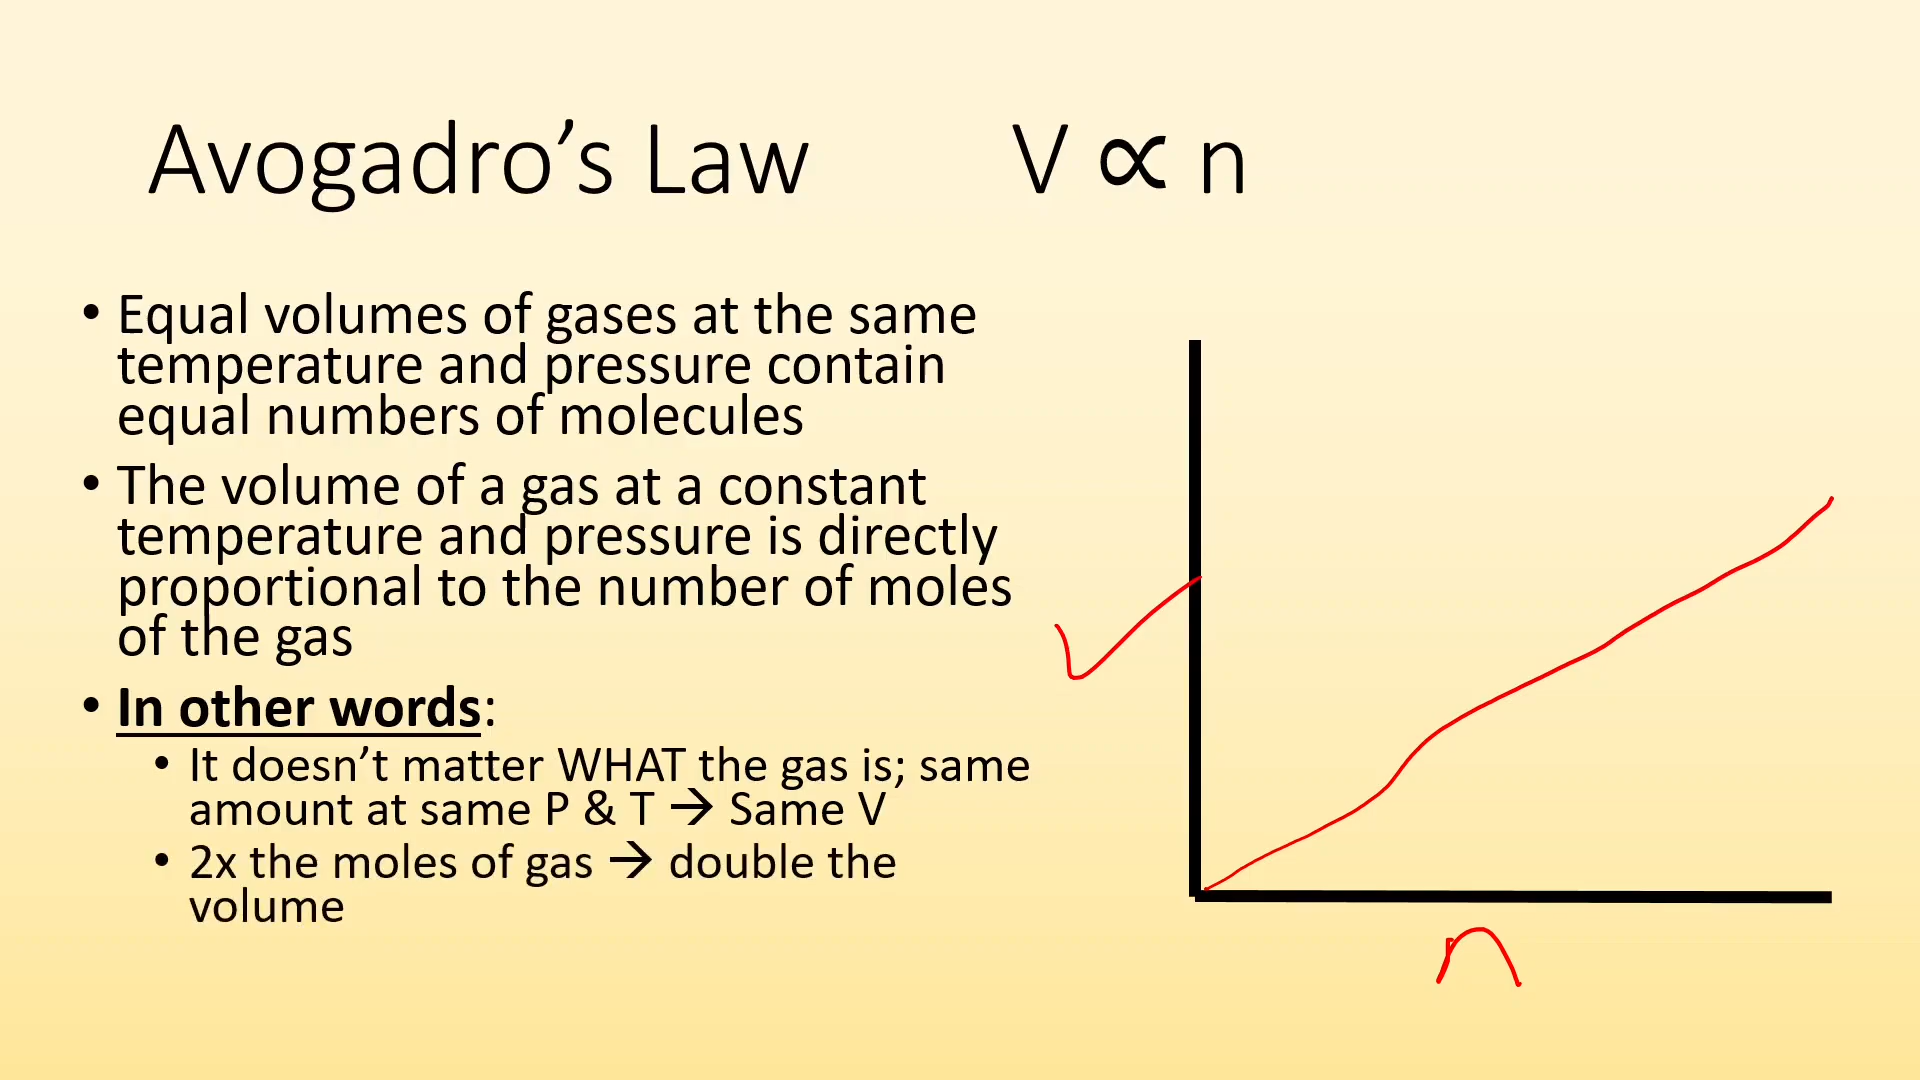 Avogadro’s Law V ∝ n
• Equal volumes of gases at the same
temperature and pressure contain
equal numbers of molecules
• The volume of a gas at a constant
temperature and pressure is directly
proportional to the number of moles
of the gas
• In other words:
• It doesn’t matter WHAT the gas is; same
amount at same P & T → Same V
• 2x the moles of gas → double the
volume
V
n